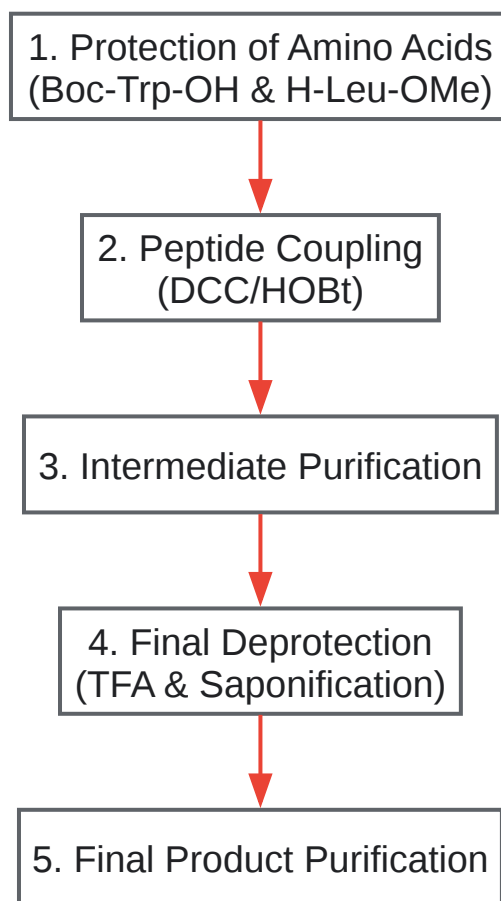 1. Protection of Amino Acids
(Boc-Trp-OH & H-Leu-OMe)
2. Peptide Coupling
(DCC/HOBt)
3. Intermediate Purification
4. Final Deprotection
(TFA & Saponification)
5. Final Product Purification